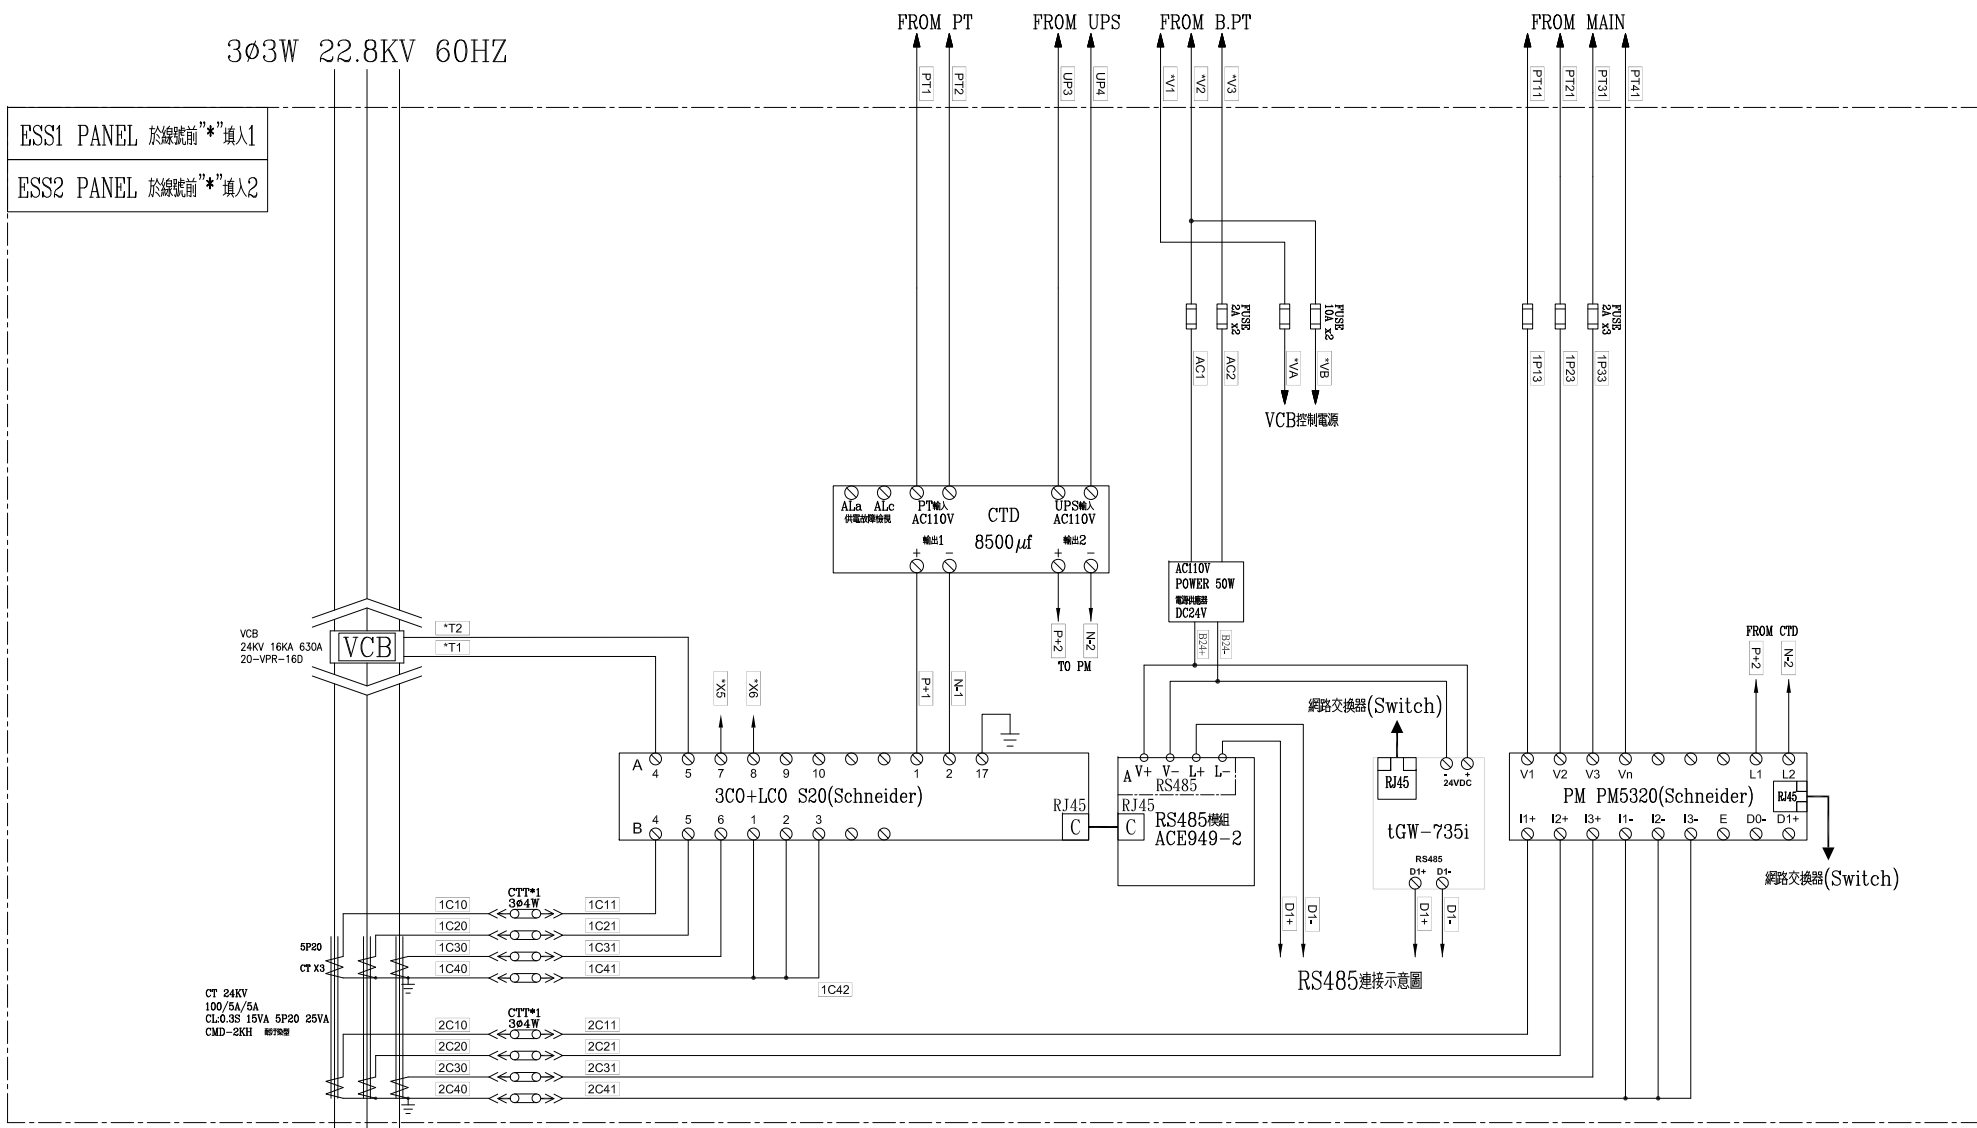 3ø3W 22.8KV 60HZ
FROM PT
FROM UPS
FROM B.PT
FROM MAIN
PT1
PT2
UP3
UP4
*V1
*V2
*V3
PT11
PT21
PT31
PT41
ESS1 PANEL 於線號前"*"填入1
ESS2 PANEL 於線號前"*"填入2
FUSE
2A x2
FUSE
10A x2
FUSE
2A x3
AC1
AC2
*VA
*VB
1P13
1P23
1P33
VCB控制電源
ALa
ALc
供電故障檢視
PT輸入
AC110V
輸出1
+
-
CTD
8500μf
UPS輸入
AC110V
輸出2
+
-
AC110V
POWER 50W
電源供應器
DC24V
P+2
N-2
TO PM
B24+
B24-
VCB
24KV 16KA 630A
20-VPR-16D
VCB
*T2
*T1
*X5
*X6
P+1
N-1
FROM CTD
P+2
N-2
網路交換器(Switch)
A
4
5
7
8
9
10
1
2
17
3CO+LCO S20(Schneider)
B
4
5
6
1
2
3
RJ45
C
A
V+
V-
L+
L-
RS485
RJ45
C
RS485模組
ACE949-2
RJ45
-
+
24VDC
tGW-735i
RS485
D1+
D1-
V1
V2
V3
Vn
L1
L2
PM PM5320(Schneider)
RJ45
I1+
I2+
I3+
I1-
I2-
I3-
E
D0-
D1+
網路交換器(Switch)
D1+
D1-
D1+
D1-
RS485連接示意圖
CTT*1
3ø4W
1C10
1C11
1C20
1C21
1C30
1C31
1C40
1C41
1C42
5P20
CT X3
CT 24KV
100/5A/5A
CL:0.3S 15VA 5P20 25VA
CMD-2KH
CTT*1
3ø4W
2C10
2C11
2C20
2C21
2C30
2C31
2C40
2C41